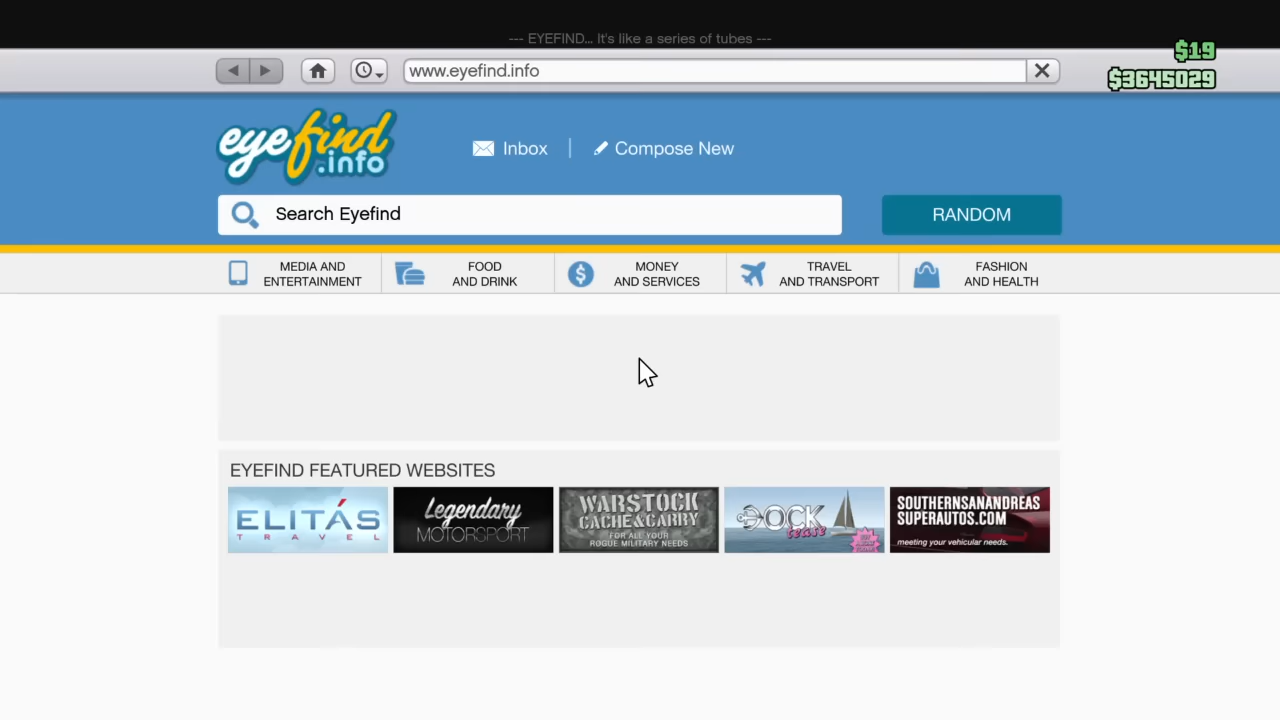 --- EYEFIND... It's like a series of tubes ---
$19
www.eyefind.info
$3645029
eyefind.info
Inbox
Compose New
Search Eyefind
RANDOM
MEDIA AND
ENTERTAINMENT
FOOD
AND DRINK
MONEY
AND SERVICES
TRAVEL
AND TRANSPORT
FASHION
AND HEALTH
EYEFIND FEATURED WEBSITES
ELITÁS
TRAVEL
Legendary
MOTORSPORT
WARSTOCK
CACHE&CARRY
FOR ALL YOUR
ROGUE MILITARY NEEDS
DOCK
tease
SOUTHERNSANANDREAS
SUPERAUTOS.COM
meeting your vehicular needs.